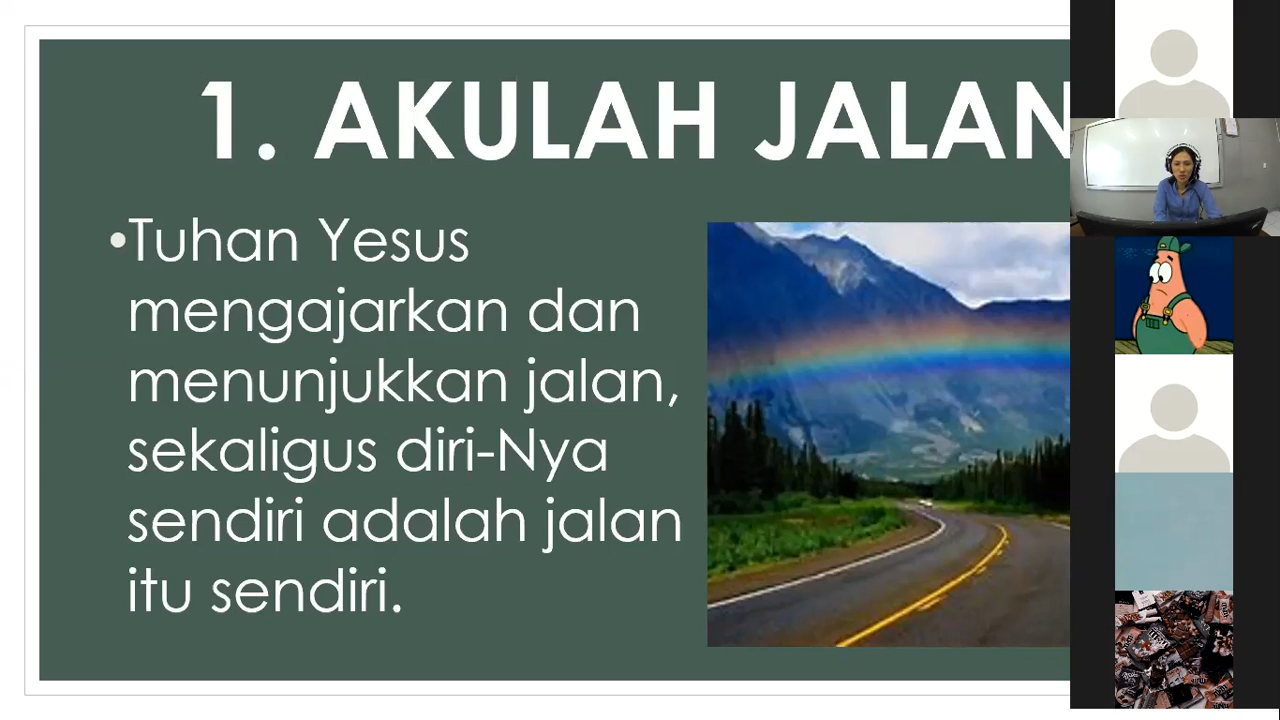 1. AKULAH JALAN
•Tuhan Yesus
mengajarkan dan
menunjukkan jalan,
sekaligus diri-Nya
sendiri adalah jalan
itu sendiri.